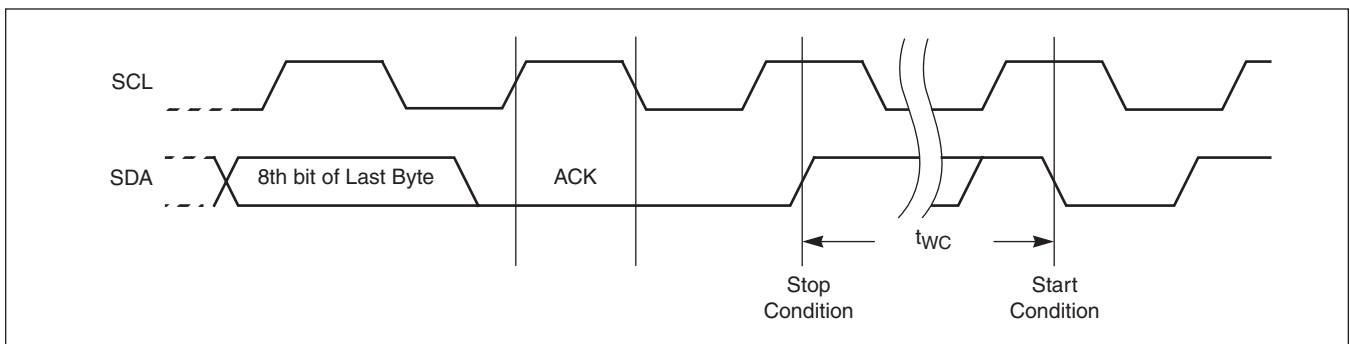 SCL
SDA
8th bit of Last Byte
ACK
tWC
Stop
Condition
Start
Condition